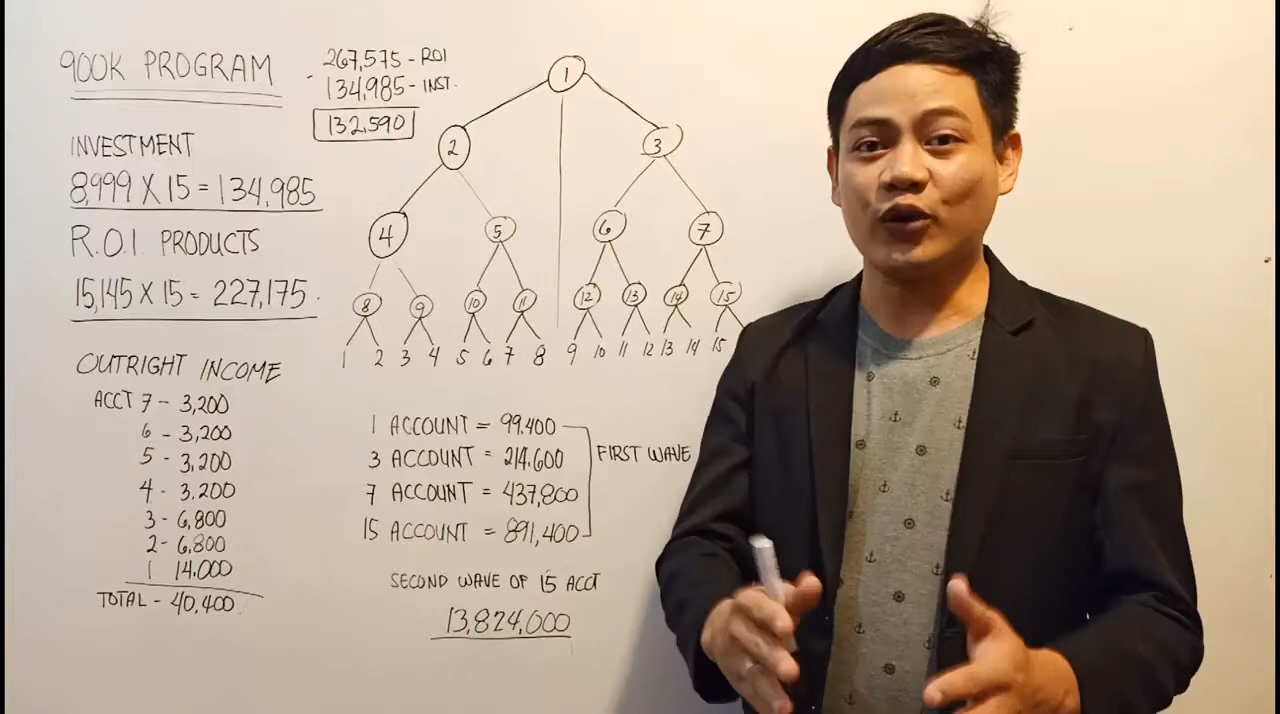 900K PROGRAM
267,575 - ROI
- 134,985 - INST.
132,590
INVESTMENT
8,999 X 15 = 134,985
R.O.I. PRODUCTS
15,145 X 15 = 227,175.
OUTRIGHT INCOME
ACCT 7 - 3,200
6 - 3,200
5 - 3,200
4 - 3,200
3 - 6,800
2 - 6,800
1 14,000
TOTAL - 40,400
1
2 3
4 5 6 7
8 9 10 11 12 13 14 15
1 2 3 4 5 6 7 8 9 10 11 12 13 14 15
1 ACCOUNT = 99,400
3 ACCOUNT = 214,600
7 ACCOUNT = 437,800
15 ACCOUNT = 891,400
FIRST WAVE
SECOND WAVE OF 15 ACCT
13,824,000